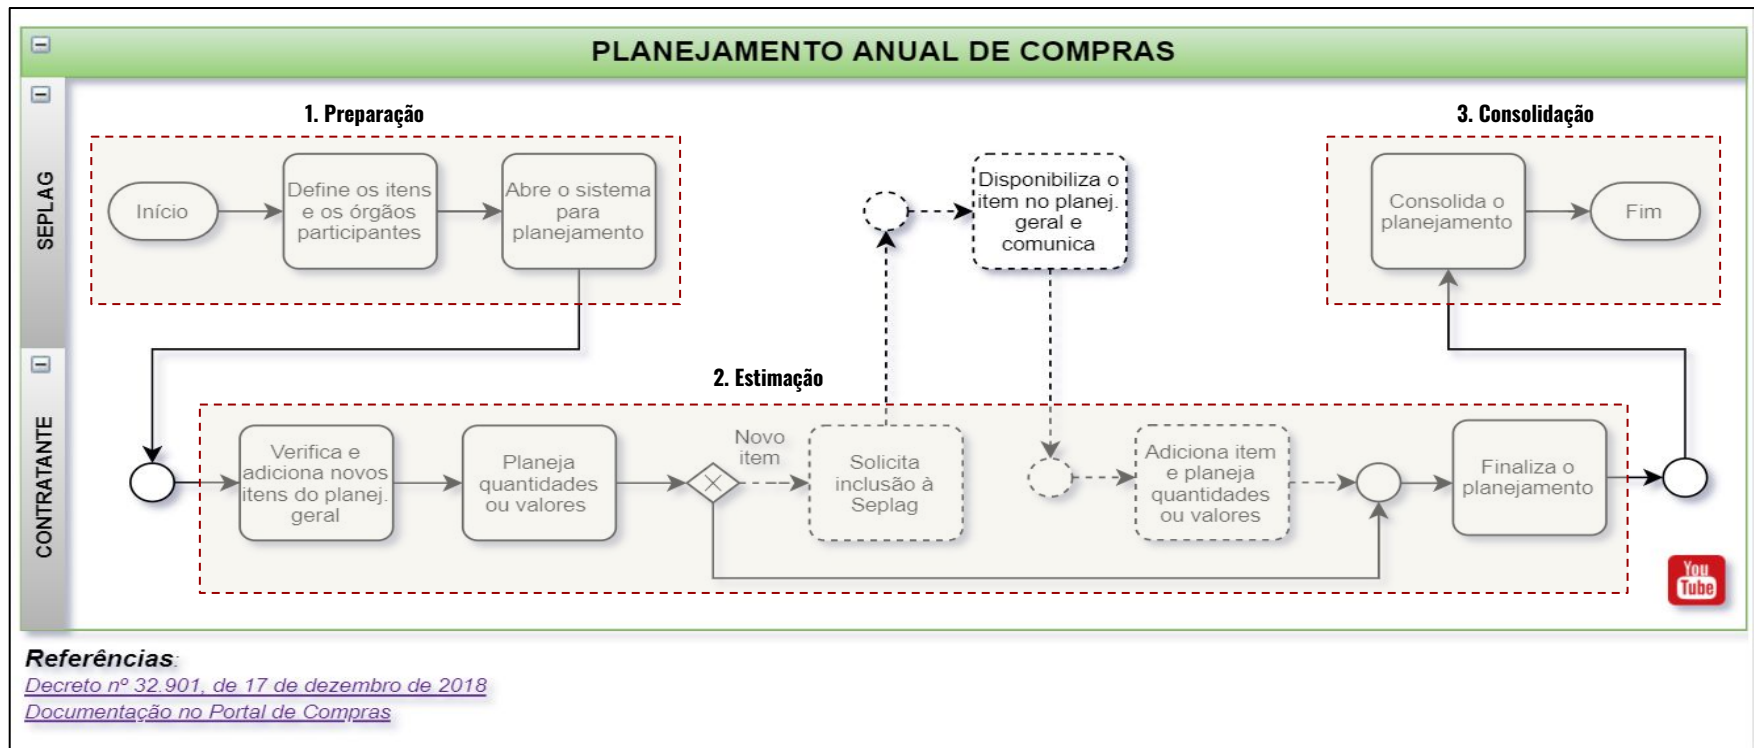 PLANEJAMENTO ANUAL DE COMPRAS
SEPLAG
1. Preparação
Início
Define os itens
e os órgãos
participantes
Abre o sistema
para
planejamento
Disponibiliza o
item no planej.
geral e
comunica
3. Consolidação
Consolida o
planejamento
Fim
CONTRATANTE
2. Estimação
Verifica e
adiciona novos
itens do planej.
geral
Planeja
quantidades
ou valores
Novo
item
Solicita
inclusão à
Seplag
Adiciona item
e planeja
quantidades
ou valores
Finaliza o
planejamento
You
Tube
Referências:
Decreto nº 32.901, de 17 de dezembro de 2018
Documentação no Portal de Compras